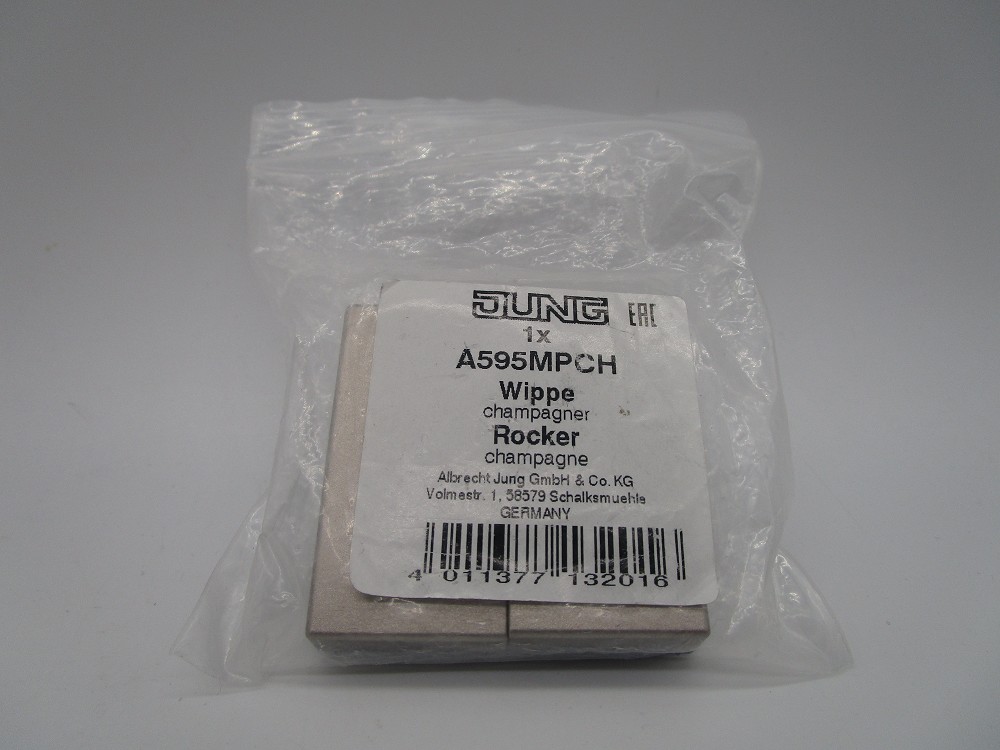 JUNG EAC
1x
A595MPCH
Wippe
champagner
Rocker
champagne
Albrecht Jung GmbH & Co. KG
Volmestr. 1, 58579 Schalksmuehle
GERMANY
4 011377 132016